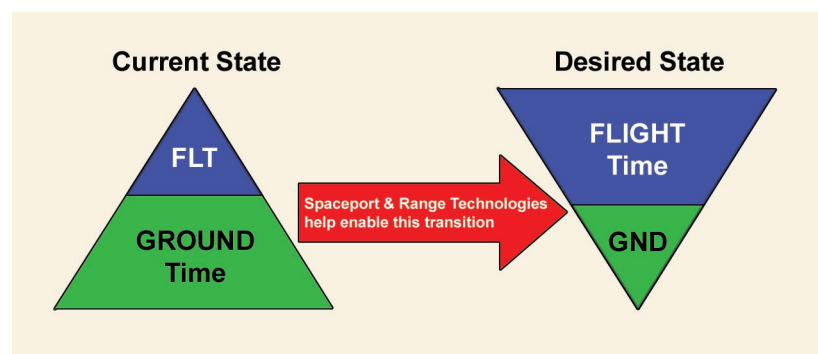 Current State
Desired State
FLT
GROUND
Time
Spaceport & Range Technologies
help enable this transition
FLIGHT
Time
GND